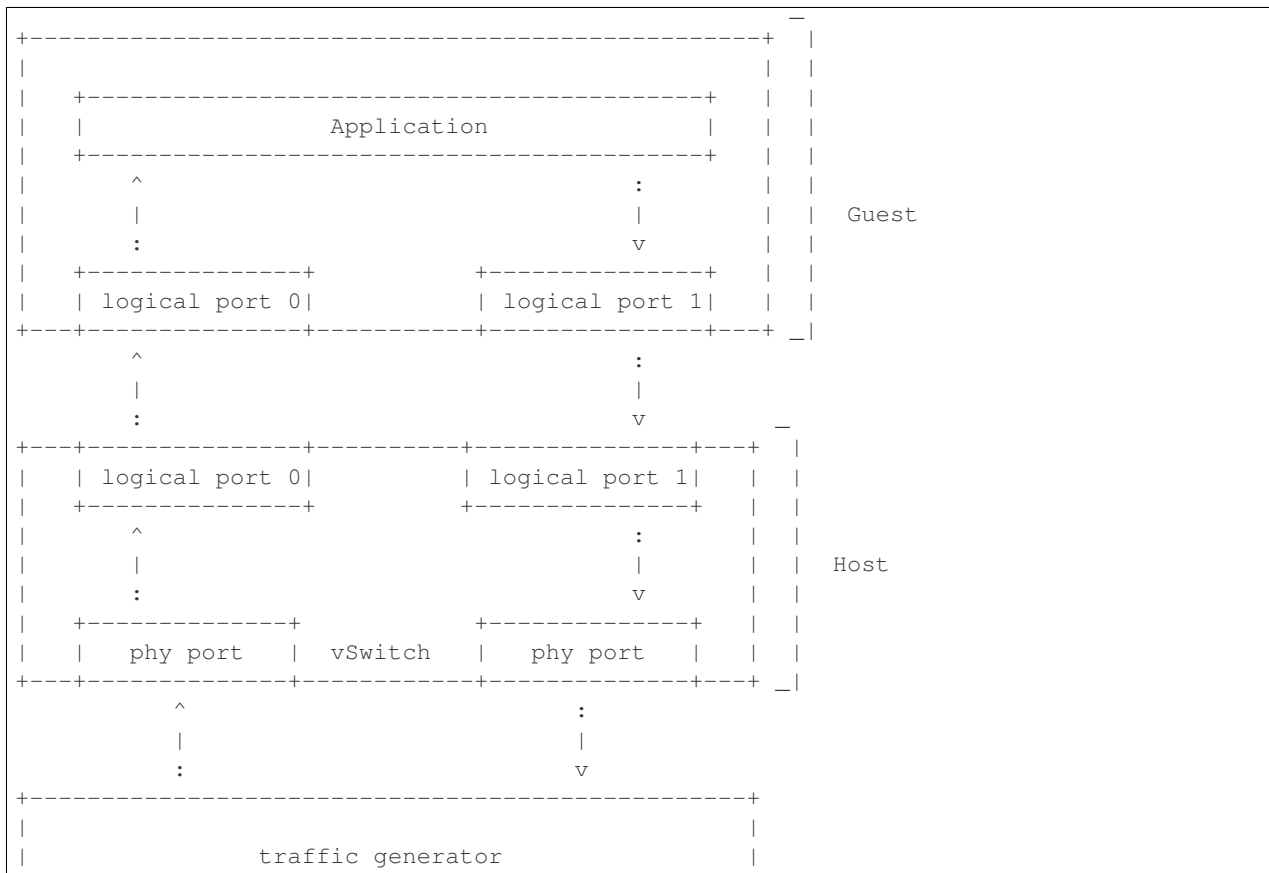 _
+---------------------------------------------------+  |
|                                                   |  |
|   +-------------------------------------------+   |  |
|   |                 Application               |   |  |
|   +-------------------------------------------+   |  |
|       ^                                  :        |  |
|       |                                  |        |  |  Guest
|       :                                  v        |  |
|   +---------------+           +---------------+   |  |
|   | logical port 0|           | logical port 1|   |  |
+---+---------------+-----------+---------------+---+ _|
        ^                                  :
        |                                  |
        :                                  v         _
+---+---------------+----------+---------------+---+  |
|   | logical port 0|          | logical port 1|   |  |
|   +---------------+          +---------------+   |  |
|       ^                                  :       |  |
|       |                                  |       |  | Host
|       :                                  v       |  |
|   +--------------+            +--------------+   |  |
|   |   phy port   |  vSwitch   |   phy port   |   |  |
+---+--------------+------------+--------------+---+ _|
           ^                           :
           |                           |
           :                           v
+--------------------------------------------------+
|                                                  |
|                traffic generator                 |